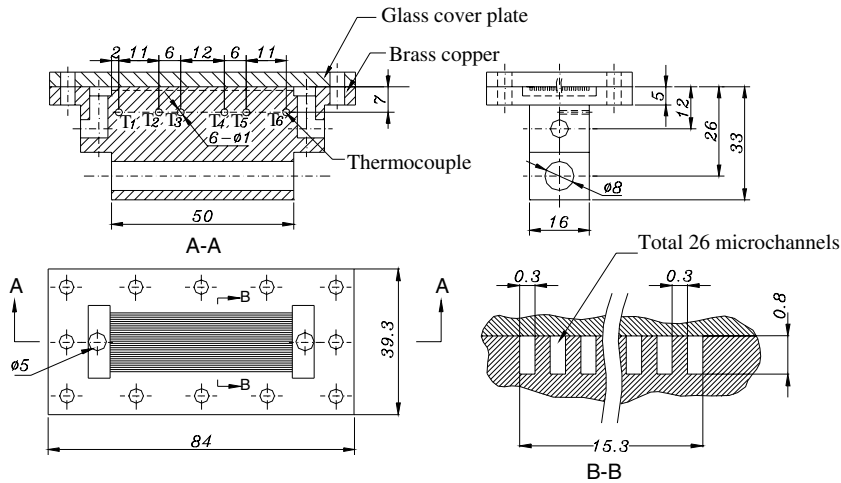 Glass cover plate
Brass copper
2 11 6 12 6 11
7
T1, T2, T3 T4, T5 T6
6-ø1
Thermocouple
50
A-A
5
12
26
33
ø8
16
Total 26 microchannels
A
A
B
B
ø5
39.3
84
0.3
0.3
0.8
15.3
B-B